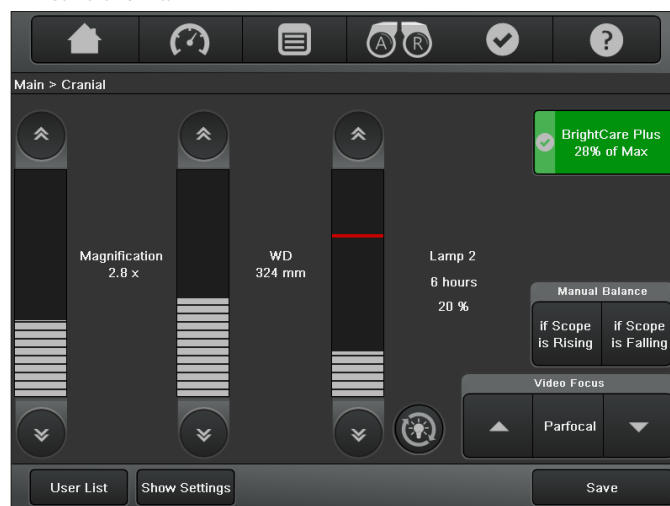 A R ?
Main > Cranial
BrightCare Plus
28% of Max
Magnification
2.8 x
WD
324 mm
Lamp 2
6 hours
20 %
Manual Balance
if Scope
is Rising
if Scope
is Falling
Video Focus
Parfocal
User List
Show Settings
Save